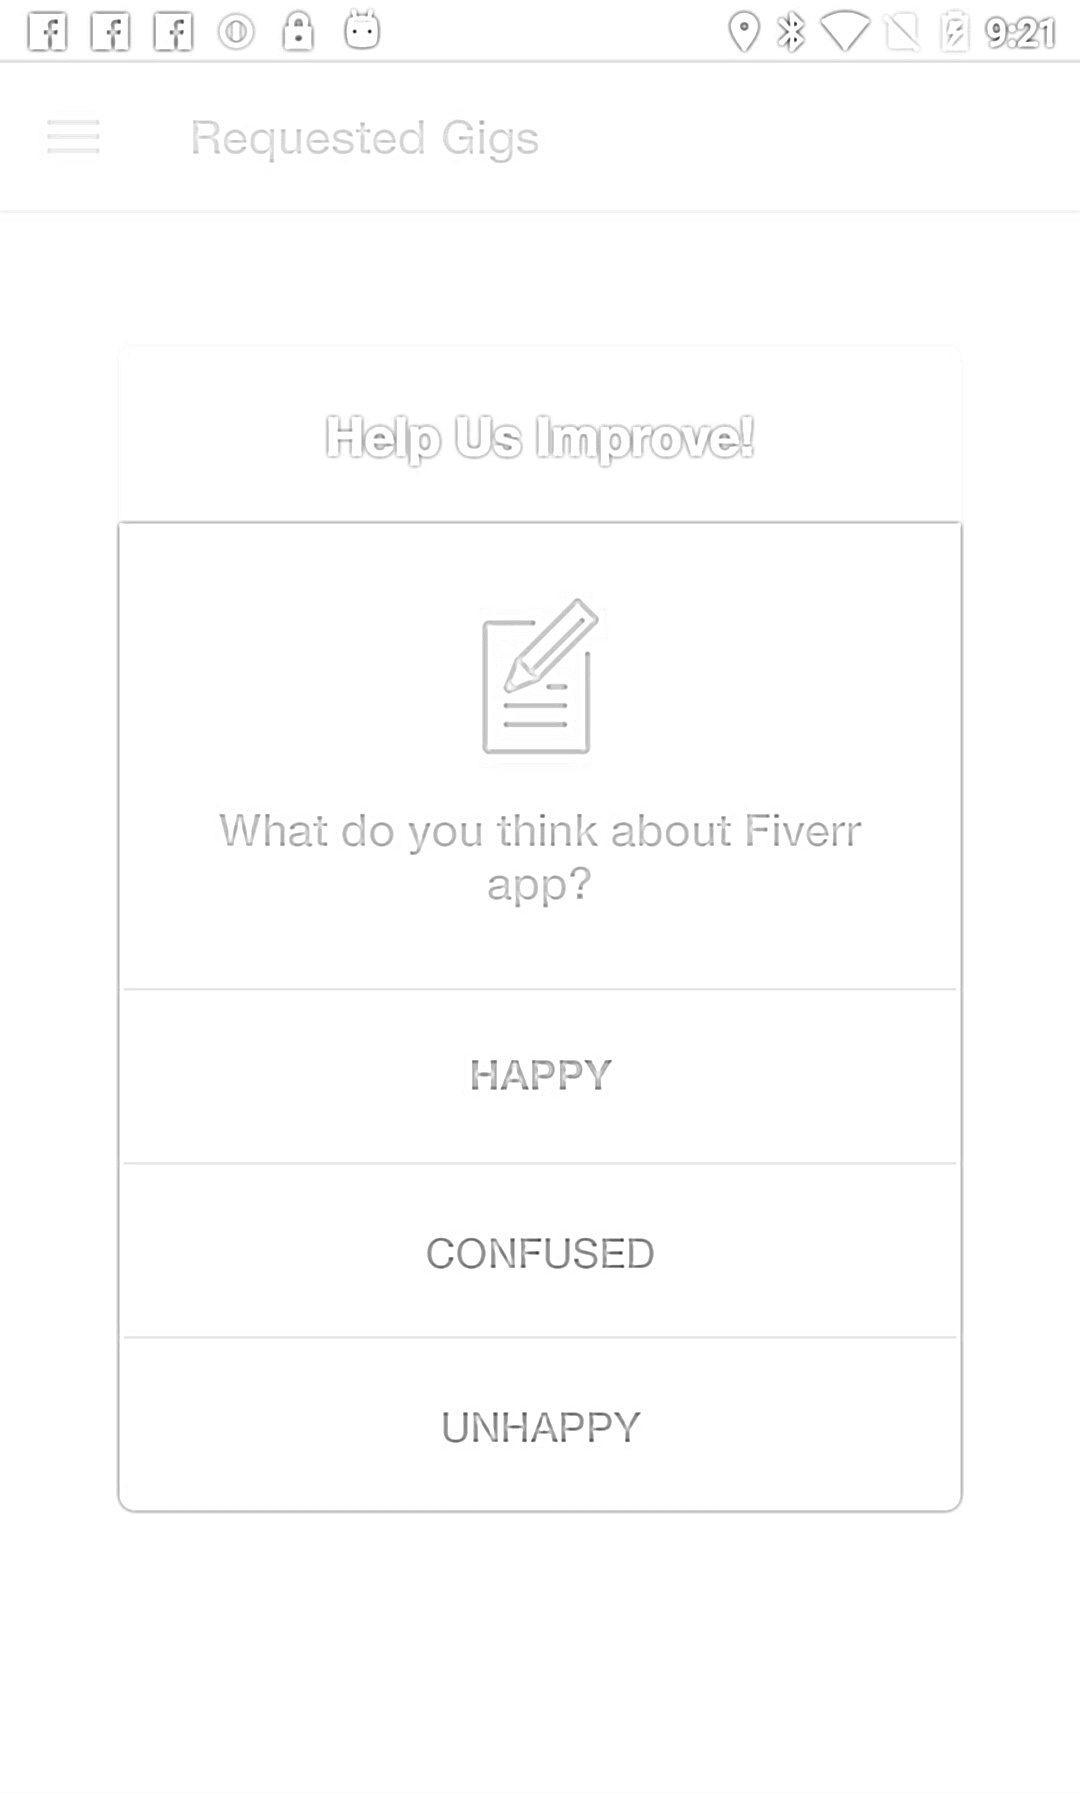 9:21
Requested Gigs
Help Us Improve!
What do you think about Fiverr
app?
HAPPY
CONFUSED
UNHAPPY